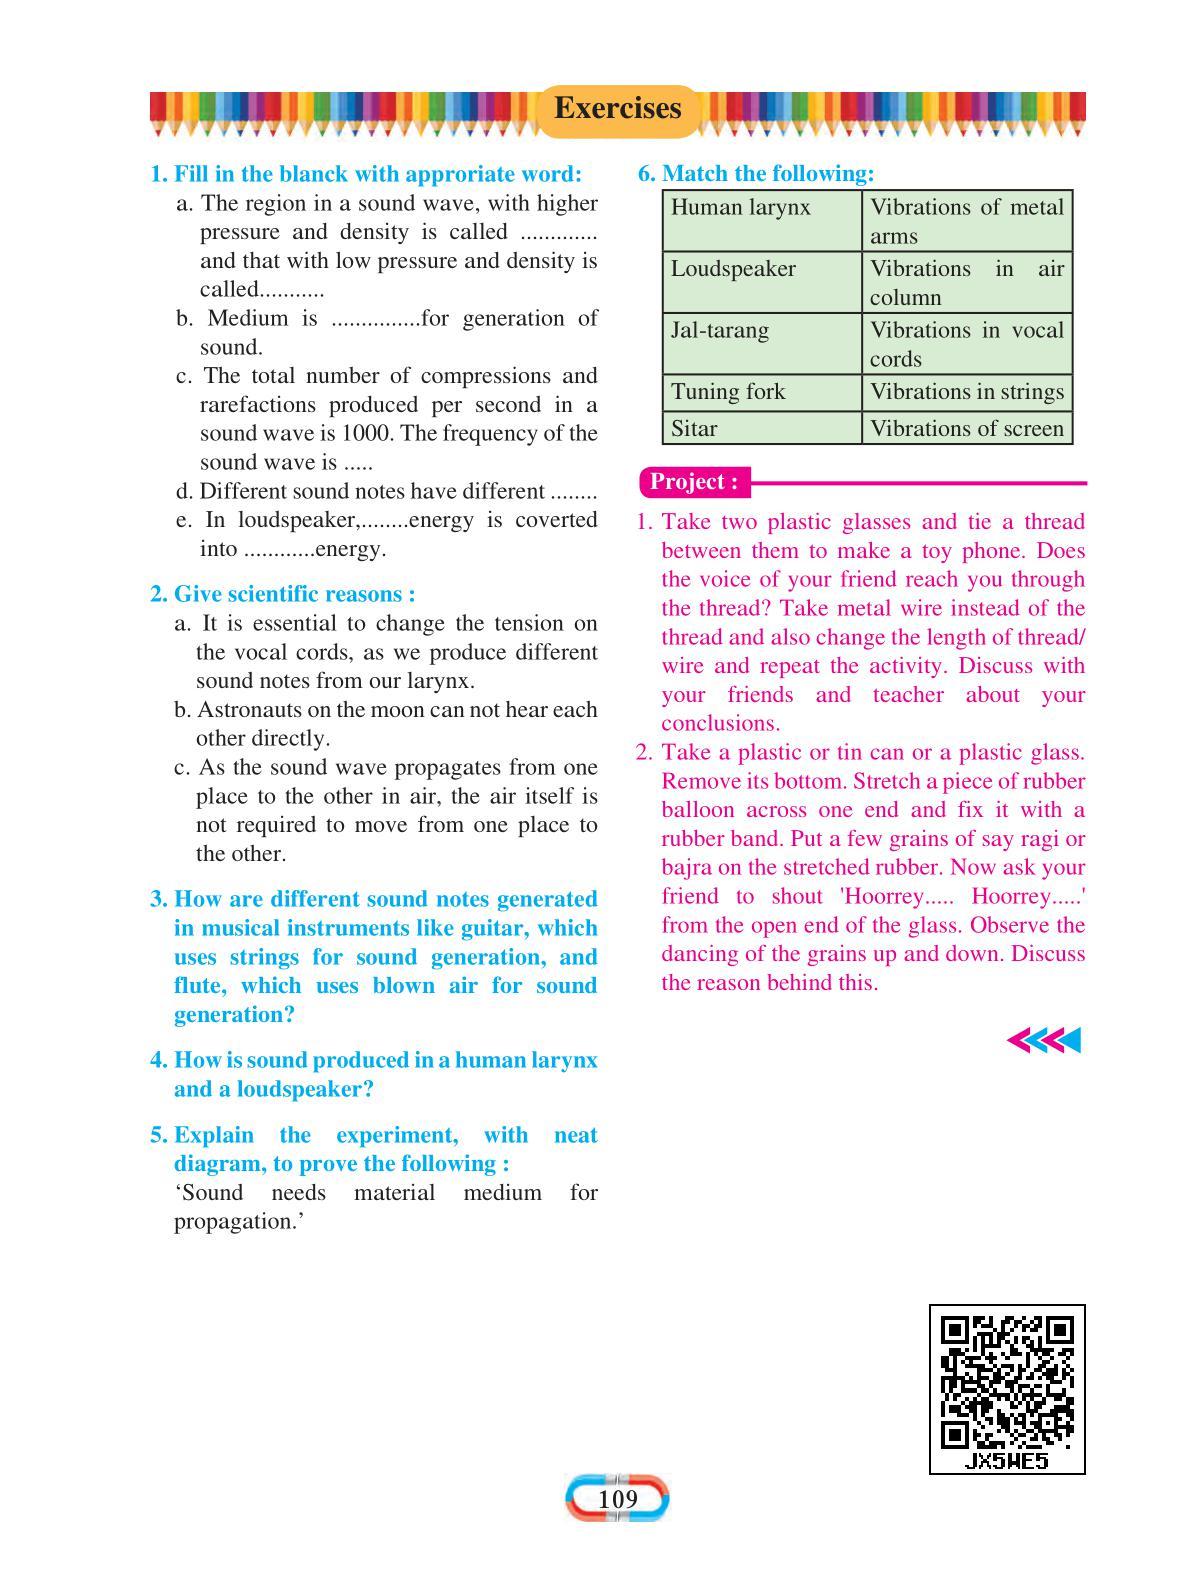 Exercises
1. Fill in the blanck with approriate word:
a. The region in a sound wave, with higher
pressure and density is called .............
and that with low pressure and density is
called...........
b. Medium is ...............for generation of
sound.
c. The total number of compressions and
rarefactions produced per second in a
sound wave is 1000. The frequency of the
sound wave is .....
d. Different sound notes have different ........
e. In loudspeaker,........energy is coverted
into ............energy.
2. Give scientific reasons :
a. It is essential to change the tension on
the vocal cords, as we produce different
sound notes from our larynx.
b. Astronauts on the moon can not hear each
other directly.
c. As the sound wave propagates from one
place to the other in air, the air itself is
not required to move from one place to
the other.
3. How are different sound notes generated
in musical instruments like guitar, which
uses strings for sound generation, and
flute, which uses blown air for sound
generation?
4. How is sound produced in a human larynx
and a loudspeaker?
5. Explain the experiment, with neat
diagram, to prove the following :
‘Sound needs material medium for
propagation.’
6. Match the following:
Human larynx
Vibrations of metal
arms
Loudspeaker
Vibrations in air
column
Jal-tarang
Vibrations in vocal
cords
Tuning fork
Vibrations in strings
Sitar
Vibrations of screen
Project :
1. Take two plastic glasses and tie a thread
between them to make a toy phone. Does
the voice of your friend reach you through
the thread? Take metal wire instead of the
thread and also change the length of thread/
wire and repeat the activity. Discuss with
your friends and teacher about your
conclusions.
2. Take a plastic or tin can or a plastic glass.
Remove its bottom. Stretch a piece of rubber
balloon across one end and fix it with a
rubber band. Put a few grains of say ragi or
bajra on the stretched rubber. Now ask your
friend to shout 'Hoorrey..... Hoorrey.....'
from the open end of the glass. Observe the
dancing of the grains up and down. Discuss
the reason behind this.
JX5WE5
109